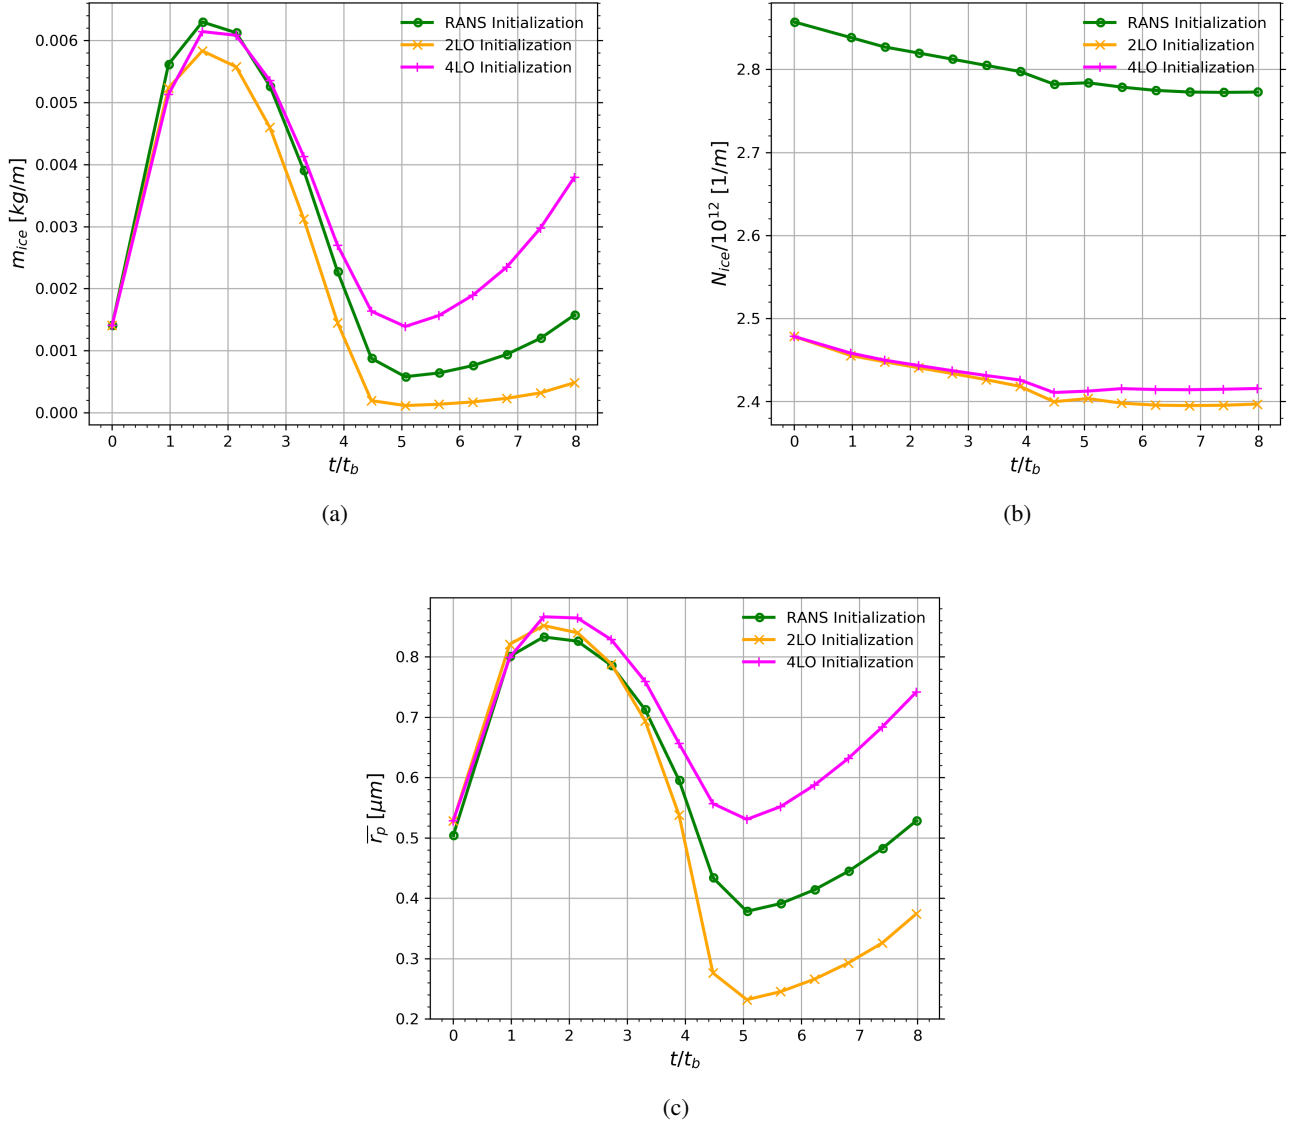 RANS Initialization
2LO Initialization
4LO Initialization
0.006
0.005
0.004
0.003
0.002
0.001
0.000
m_ice [kg/m]
0 1 2 3 4 5 6 7 8
t/t_b
(a)
RANS Initialization
2LO Initialization
4LO Initialization
2.8
2.7
2.6
2.5
2.4
N_ice/10^12 [1/m]
0 1 2 3 4 5 6 7 8
t/t_b
(b)
RANS Initialization
2LO Initialization
4LO Initialization
0.8
0.7
0.6
0.5
0.4
0.3
0.2
r̅_p [μm]
0 1 2 3 4 5 6 7 8
t/t_b
(c)